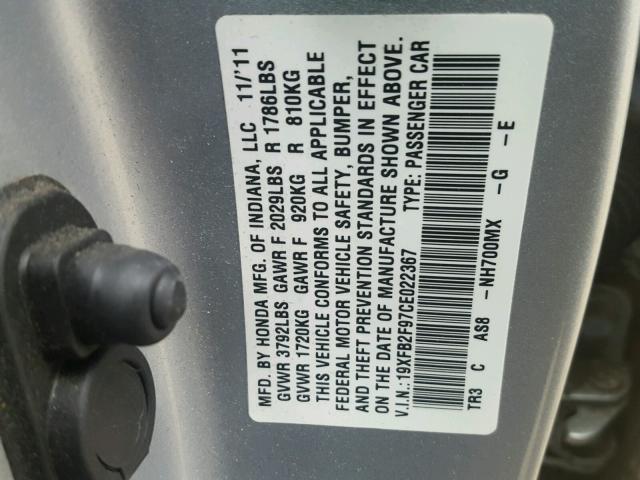 MFD. BY HONDA MFG. OF INDIANA, LLC 11/'11
GVWR 3792LBS GAWR F 2029LBS R 1786LBS
GVWR 1720KG GAWR F 920KG R 810KG
THIS VEHICLE CONFORMS TO ALL APPLICABLE
FEDERAL MOTOR VEHICLE SAFETY, BUMPER,
AND THEFT PREVENTION STANDARDS IN EFFECT
ON THE DATE OF MANUFACTURE SHOWN ABOVE.
V.I.N.:19XFB2F97CE022367 TYPE: PASSENGER CAR
TR3 C AS8 -NH700MX -G -E